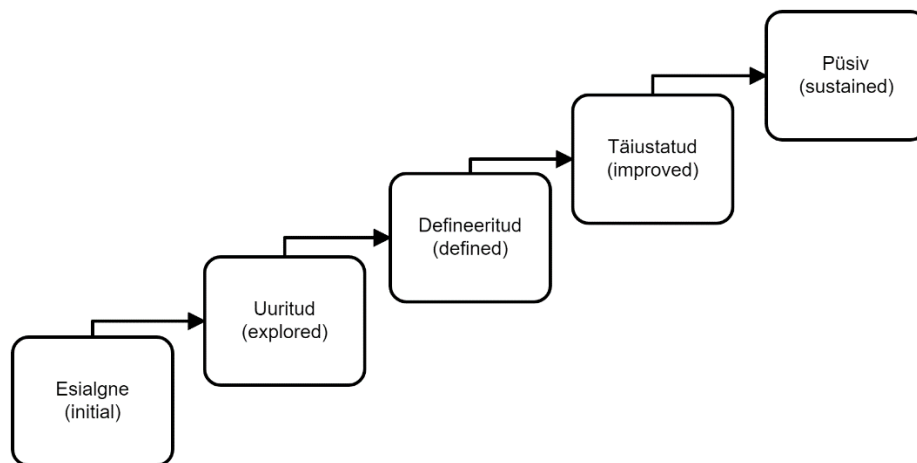 Esialgne
(initial)
Uuritud
(explored)
Defineeritud
(defined)
Täiustatud
(improved)
Püsiv
(sustained)